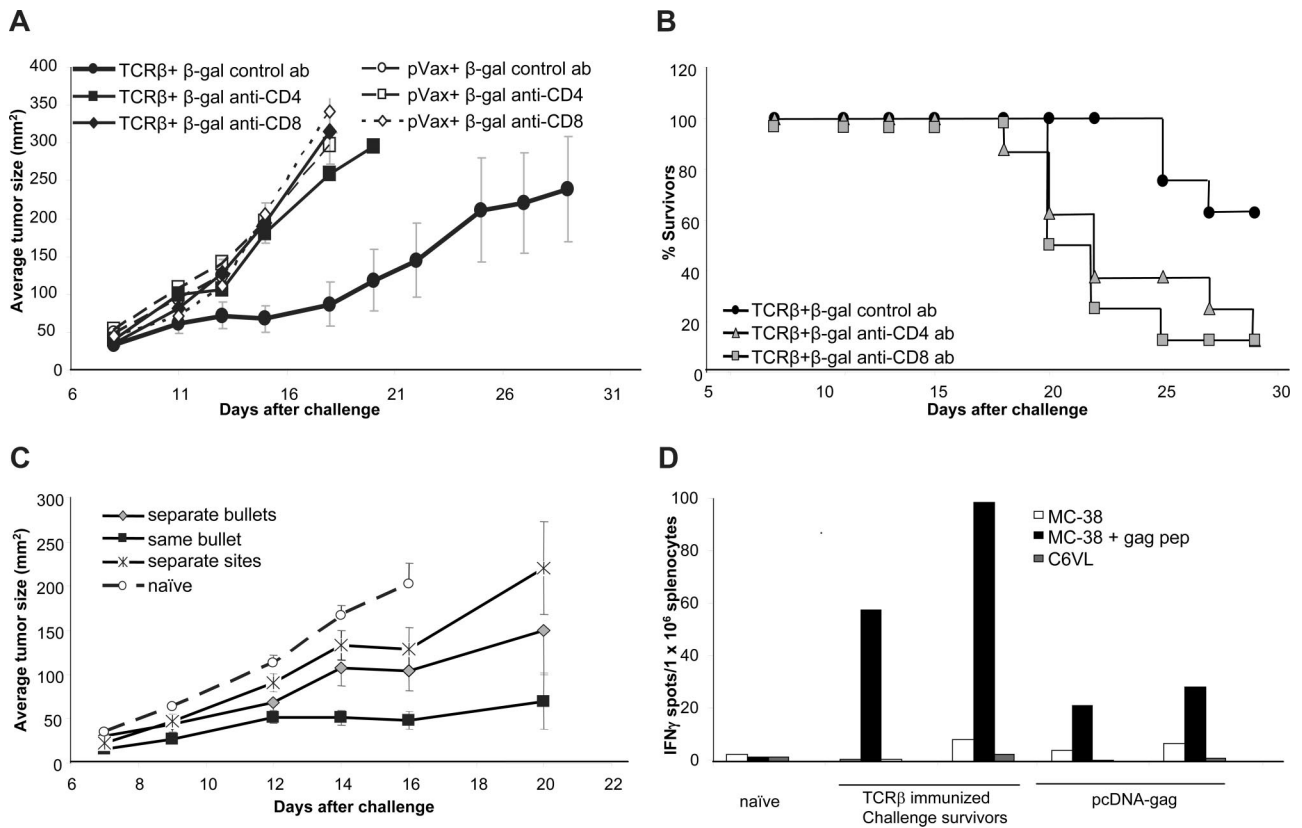 A
Average tumor size (mm²)
400
350
300
250
200
150
100
50
0
TCRβ+ β-gal control ab
TCRβ+ β-gal anti-CD4
TCRβ+ β-gal anti-CD8
pVax+ β-gal control ab
pVax+ β-gal anti-CD4
pVax+ β-gal anti-CD8
6
11
16
21
26
31
Days after challenge
B
% Survivors
120
100
80
60
40
20
0
TCRβ+β-gal control ab
TCRβ+β-gal anti-CD4 ab
TCRβ+β-gal anti-CD8 ab
5
10
15
20
25
30
Days after challenge
C
Average tumor size (mm²)
300
250
200
150
100
50
0
separate bullets
same bullet
separate sites
naïve
6
8
10
12
14
16
18
20
22
Days after challenge
D
IFNγ spots/1 x 10⁶ splenocytes
100
80
60
40
20
0
MC-38
MC-38 + gag pep
C6VL
naïve
TCRβ immunized
Challenge survivors
pcDNA-gag